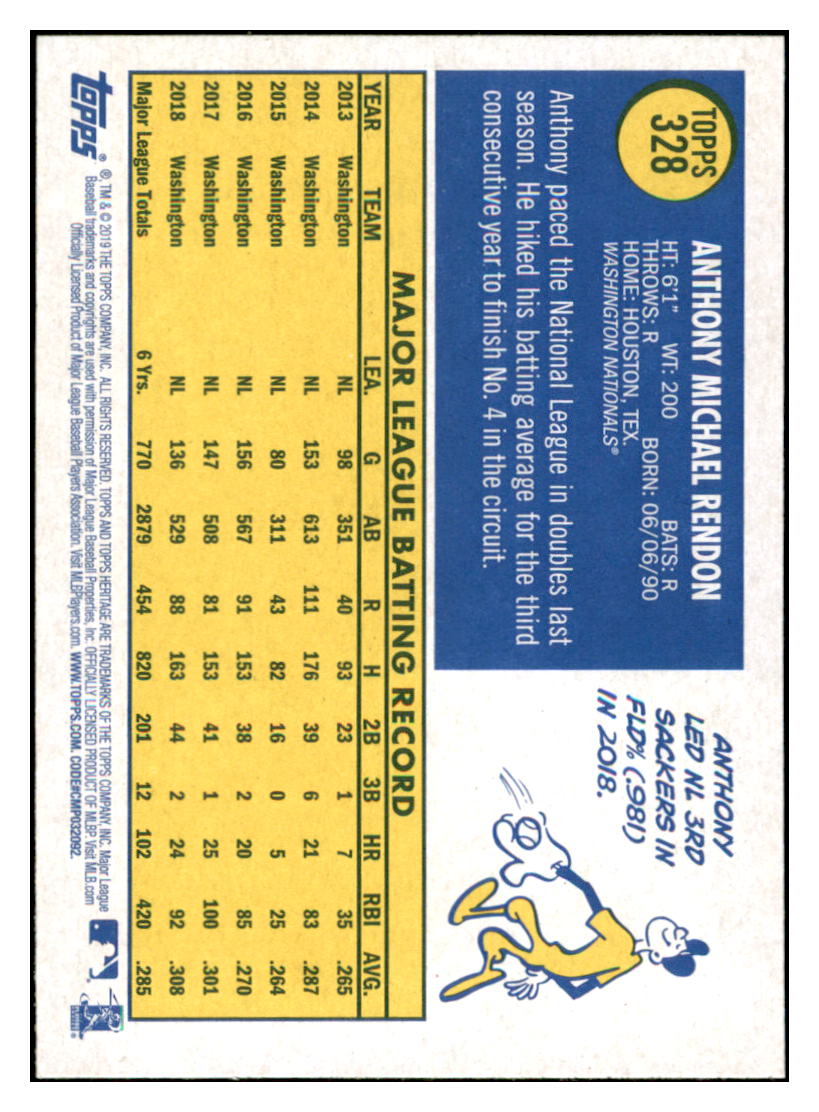 TOPPS
328
ANTHONY MICHAEL RENDON
HT: 6'1" WT: 200 BATS: R
THROWS: R BORN: 06/06/90
HOME: HOUSTON, TEX.
WASHINGTON NATIONALS®
Anthony paced the National League in doubles last
season. He hiked his batting average for the third
consecutive year to finish No. 4 in the circuit.
ANTHONY
LED NL 3RD
SACKERS IN
FLD% (.981)
IN 2018.
MAJOR LEAGUE BATTING RECORD
YEAR TEAM LEA. G AB R H 2B 3B HR RBI AVG.
2013 Washington NL 98 351 40 93 23 1 7 35 .265
2014 Washington NL 153 613 111 176 39 6 21 83 .287
2015 Washington NL 80 311 43 82 16 0 5 25 .264
2016 Washington NL 156 567 91 153 38 2 20 85 .270
2017 Washington NL 147 508 81 153 41 1 25 100 .301
2018 Washington NL 136 529 88 163 44 2 24 92 .308
Major League Totals 6 Yrs. 770 2879 454 820 201 12 102 420 .285
topps®
®, TM & © 2019 THE TOPPS COMPANY, INC. ALL RIGHTS RESERVED. TOPPS AND TOPPS HERITAGE ARE TRADEMARKS OF THE TOPPS COMPANY, INC. Major League
Baseball trademarks and copyrights are used with permission of Major League Baseball Properties, Inc. OFFICIALLY LICENSED PRODUCT OF MLBP. Visit MLB.com
Officially Licensed Product of Major League Baseball Players Association. Visit MLBPlayers.com. WWW.TOPPS.COM. CODE#CMP032092.